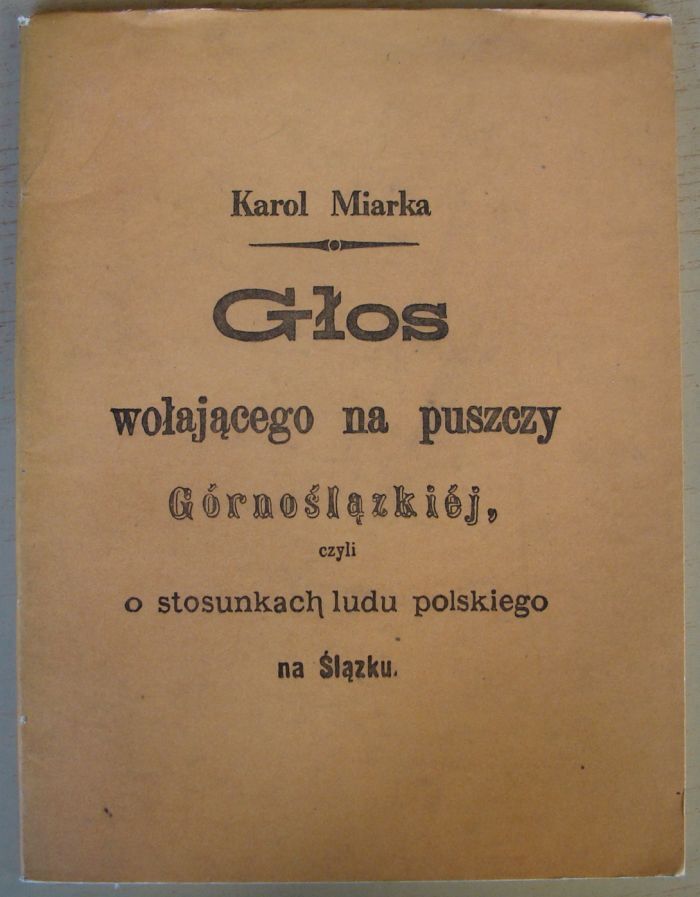 Karol Miarka
Głos
wołającego na puszczy
Górnoślązkiéj,
czyli
o stosunkach ludu polskiego
na Ślązku.